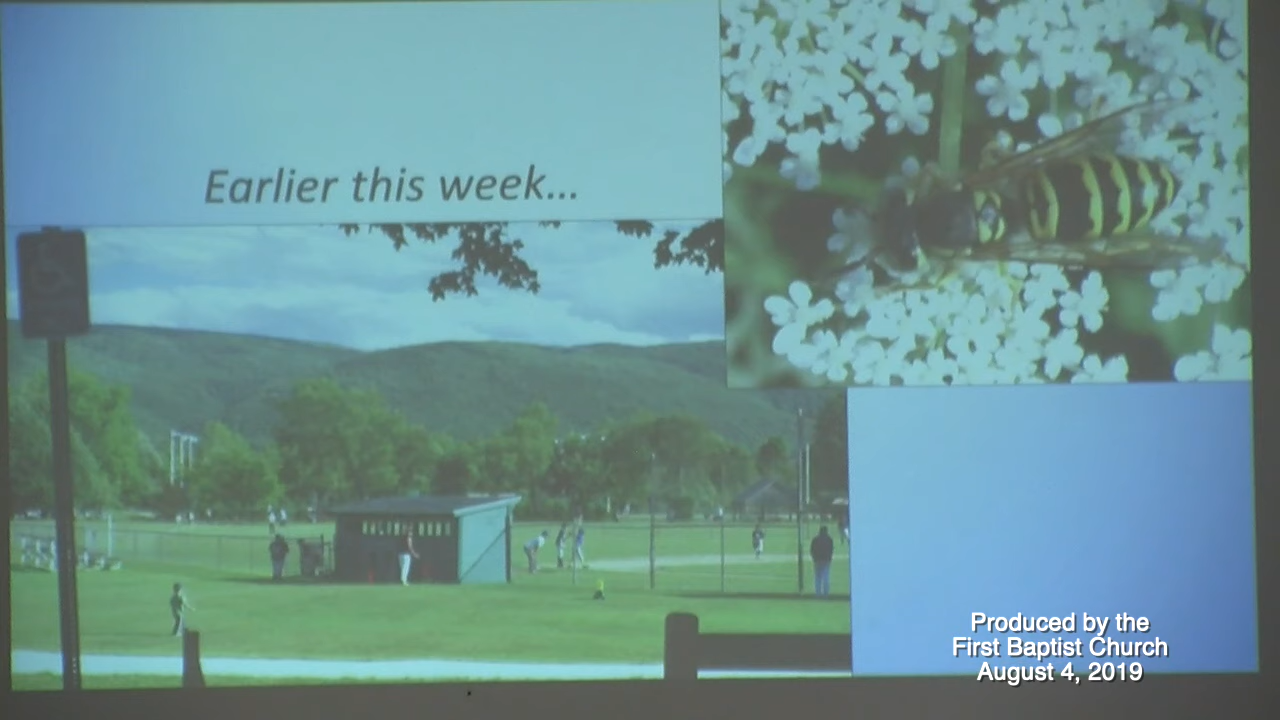 Earlier this week...
Produced by the
First Baptist Church
August 4, 2019